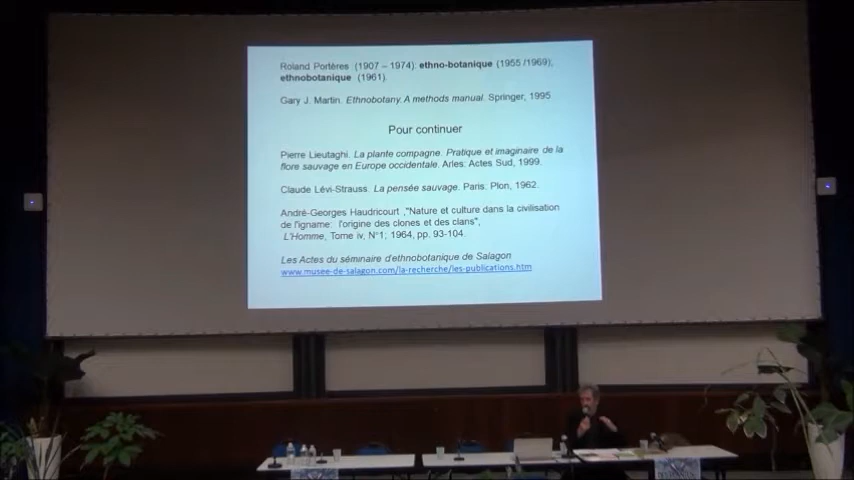 Roland Portères (1907 – 1974): ethno-botanique (1955 /1969),
ethnobotanique (1961).
Gary J. Martin. Ethnobotany. A methods manual. Springer, 1995
Pour continuer
Pierre Lieutaghi. La plante compagne. Pratique et imaginaire de la
flore sauvage en Europe occidentale. Arles: Actes Sud, 1999.
Claude Lévi-Strauss. La pensée sauvage. Paris: Plon, 1962.
André-Georges Haudricourt ,"Nature et culture dans la civilisation
de l'igname: l'origine des clones et des clans",
L'Homme, Tome iv, N°1; 1964, pp. 93-104.
Les Actes du séminaire d'ethnobotanique de Salagon
www.musee-de-salagon.com/la-recherche/les-publications.htm